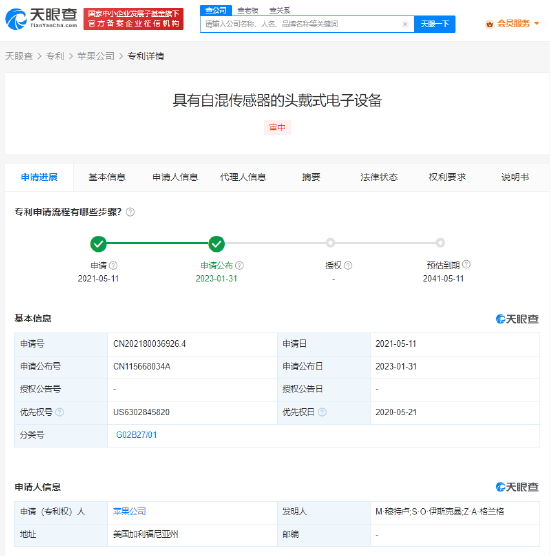 天眼查
TianYanCha.com
国家中小企业发展子基金旗下
官方备案企业征信机构
查公司 查老板 查关系
请输入公司名称、人名、品牌名称等关键词
天眼一下
会员服务
天眼查 > 专利 > 苹果公司 > 专利详情
具有自混传感器的头戴式电子设备
审中
申请进展 基本信息 申请人信息 代理人信息 摘要 法律状态 权利要求 说明书
专利申请流程有哪些步骤?
申请 申请公布 授权 预估到期
2021-05-11 2023-01-31 - 2041-05-11
基本信息 天眼查
申请号 CN202180036926.4 申请日 2021-05-11
申请公布号 CN115668034A 申请公布日 2023-01-31
授权公告号 - 授权公告日 -
优先权号 US6302845820 优先权日 2020-05-21
分类号 G02B27/01
申请人信息 天眼查
申请(专利权)人 苹果公司 发明人 M·穆特卢;S·O·伊斯克晨;Z·A·格兰格
地址 美国加利福尼亚州 邮编 -